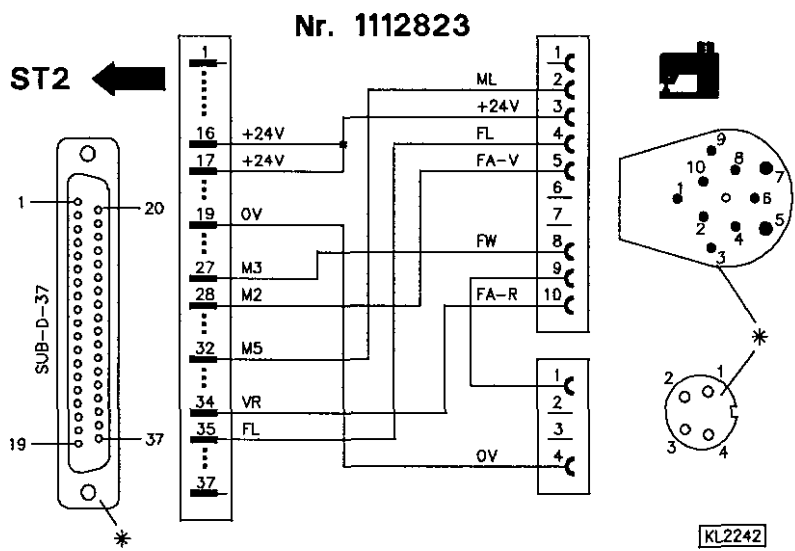 Nr. 1112823
ST2
1
16 +24V
17 +24V
19 0V
27 M3
28 M2
32 M5
34 VR
35 FL
37
1
ML 2
+24V 3
FL 4
FA-V 5
6
7
FW 8
9
FA-R 10
1
2
3
0V 4
1
20
SUB-D-37
19
37
*
9
10
8
7
1
6
2
4
5
3
*
2
1
3
4
KL2242